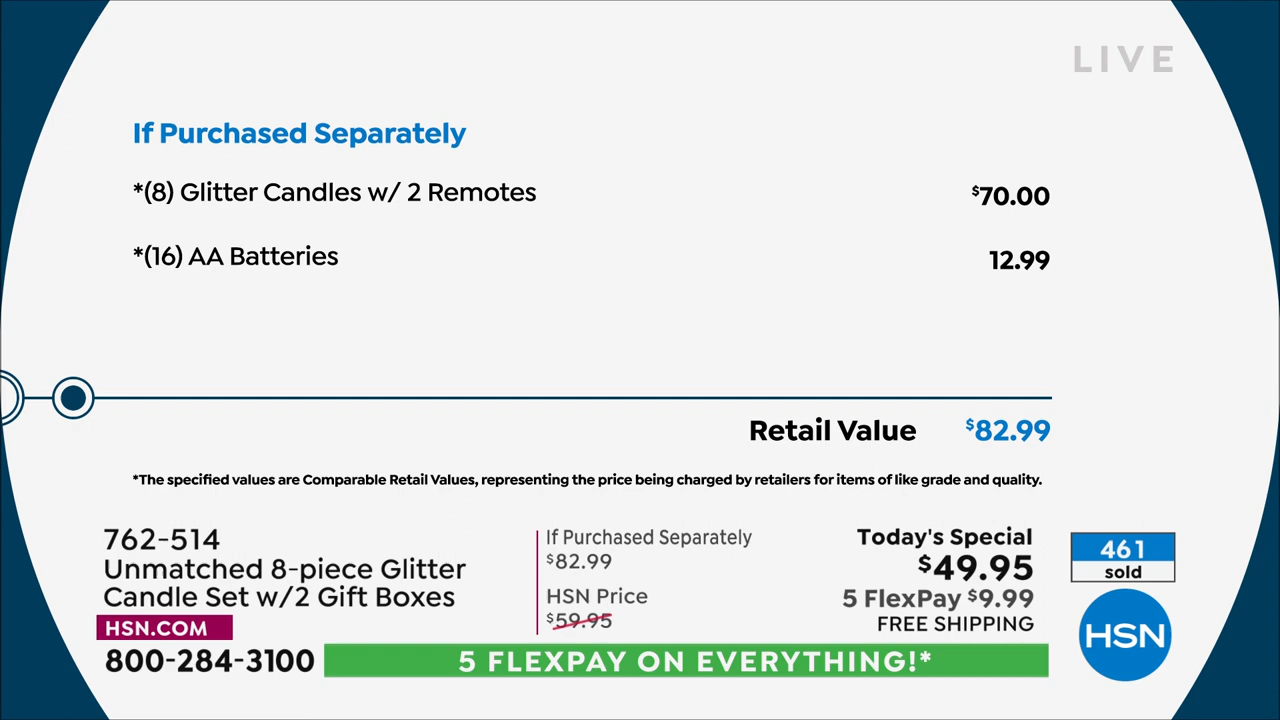 LIVE
If Purchased Separately
*(8) Glitter Candles w/ 2 Remotes $70.00
*(16) AA Batteries 12.99
Retail Value $82.99
*The specified values are Comparable Retail Values, representing the price being charged by retailers for items of like grade and quality.
762-514
Unmatched 8-piece Glitter
Candle Set w/2 Gift Boxes
HSN.COM
800-284-3100
If Purchased Separately
$82.99
HSN Price
$59.95
Today's Special
$49.95
5 FlexPay $9.99
FREE SHIPPING
461
sold
HSN
5 FLEXPAY ON EVERYTHING!*